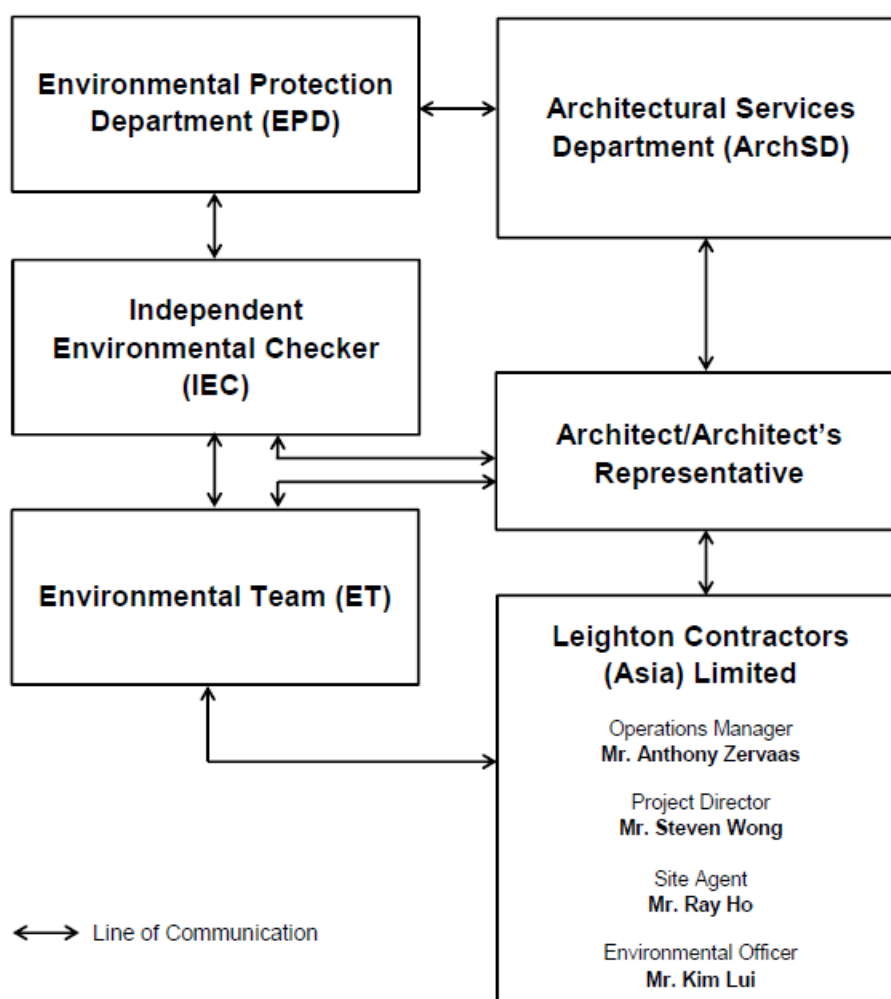 Environmental Protection
Department (EPD)
Architectural Services
Department (ArchSD)
Independent
Environmental Checker
(IEC)
Architect/Architect's
Representative
Environmental Team (ET)
Leighton Contractors
(Asia) Limited
Operations Manager
Mr. Anthony Zervaas
Project Director
Mr. Steven Wong
Site Agent
Mr. Ray Ho
Environmental Officer
Mr. Kim Lui
Line of Communication